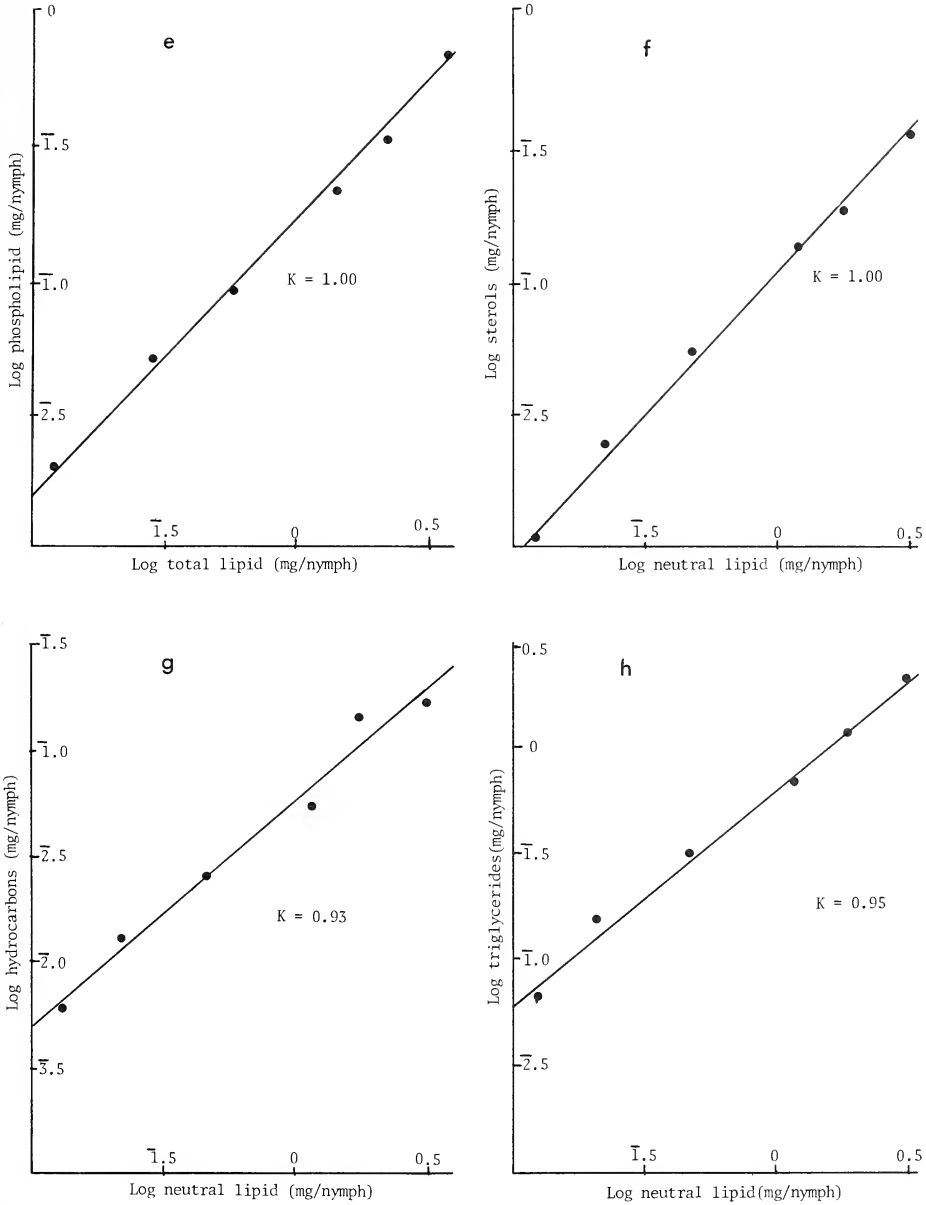 e
0
1̅.5
1̅.0
2̅.5
Log phospholipid (mg/nymph)
K = 1.00
1̅.5 0 0.5
Log total lipid (mg/nymph)
f
0
1̅.5
1̅.0
2̅.5
Log sterols (mg/nymph)
K = 1.00
1̅.5 0 0.5
Log neutral lipid (mg/nymph)
g
1̅.5
1̅.0
2̅.5
2̅.0
3̅.5
Log hydrocarbons (mg/nymph)
K = 0.93
1̅.5 0 0.5
Log neutral lipid (mg/nymph)
h
0.5
0
1̅.5
1̅.0
2̅.5
Log triglycerides(mg/nymph)
K = 0.95
1̅.5 0 0.5
Log neutral lipid(mg/nymph)